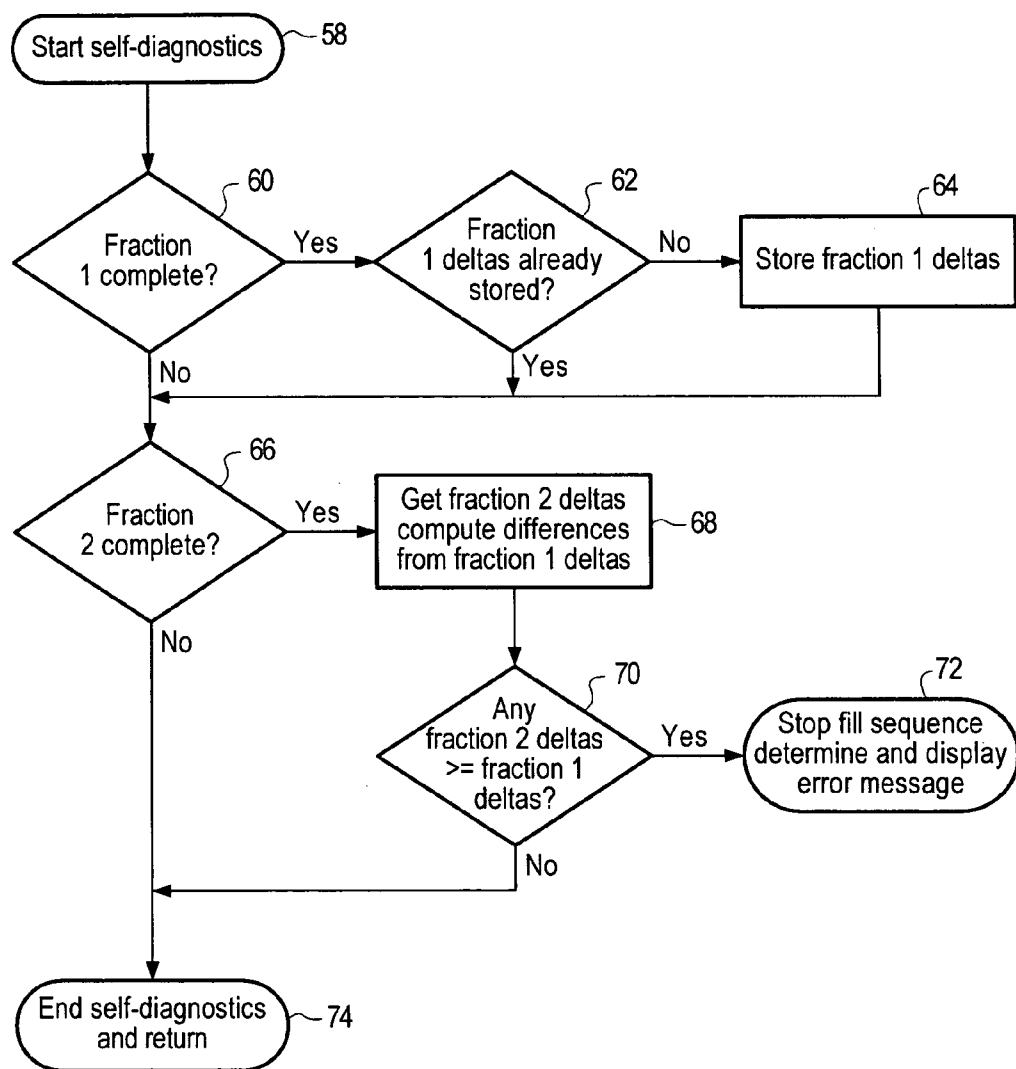 Start self-diagnostics
58
60
62
64
Fraction
1 complete?
Yes
Fraction
1 deltas already
stored?
No
Store fraction 1 deltas
No
Yes
66
Fraction
2 complete?
Yes
Get fraction 2 deltas
compute differences
from fraction 1 deltas
68
No
70
72
Any
fraction 2 deltas
>= fraction 1
deltas?
Yes
Stop fill sequence
determine and display
error message
No
End self-diagnostics
and return
74